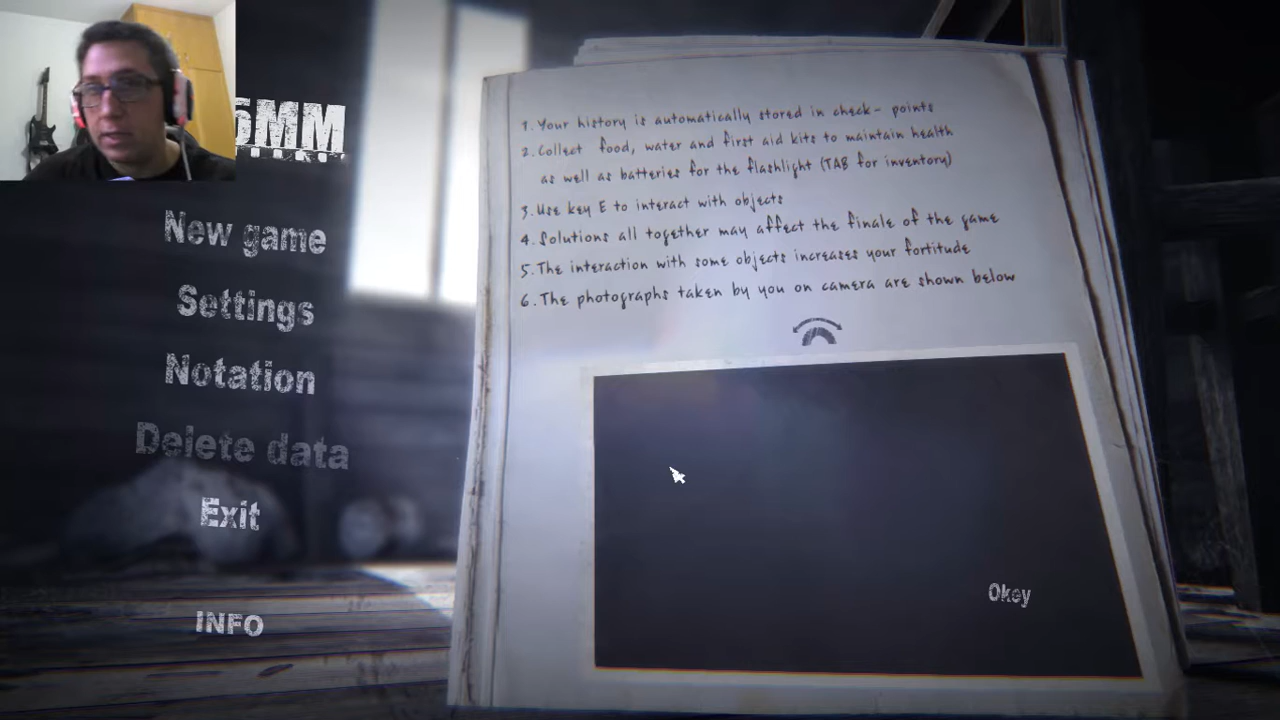 5MM
New game
Settings
Notation
Delete data
Exit
INFO
1. Your history is automatically stored in check- points
2. Collect food, water and first aid kits to maintain health
as well as batteries for the flashlight (TAB for inventory)
3. Use key E to interact with objects
4. Solutions all together may affect the finale of the game
5. The interaction with some objects increases your fortitude
6. The photographs taken by you on camera are shown below
Okey